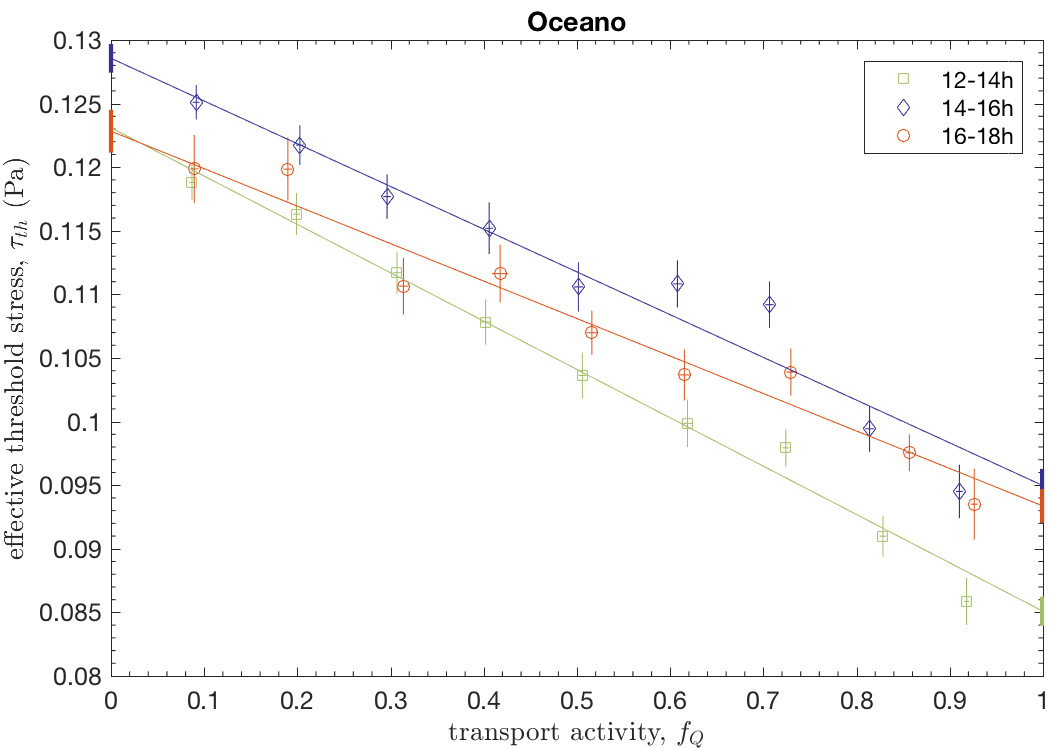 Oceano
0.13
0.125
0.12
0.115
0.11
0.105
0.1
0.095
0.09
0.085
0.08
effective threshold stress, τ_th (Pa)
12-14h
14-16h
16-18h
0 0.1 0.2 0.3 0.4 0.5 0.6 0.7 0.8 0.9 1
transport activity, f_Q